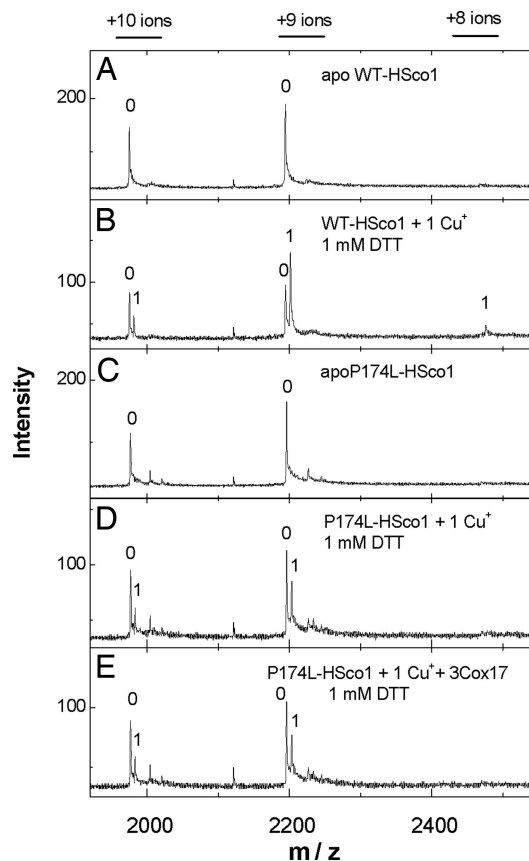 +10 ions +9 ions +8 ions
A
apo WT-HSco1
200
0
0
B
WT-HSco1 + 1 Cu+
1 mM DTT
1
100
0
0
1
1
C
apoP174L-HSco1
200
0
0
D
P174L-HSco1 + 1 Cu+
1 mM DTT
0
0
100
1
1
E
P174L-HSco1 + 1 Cu+ + 3Cox17
1 mM DTT
0
0
100
1
1
Intensity
2000 2200 2400
m / z